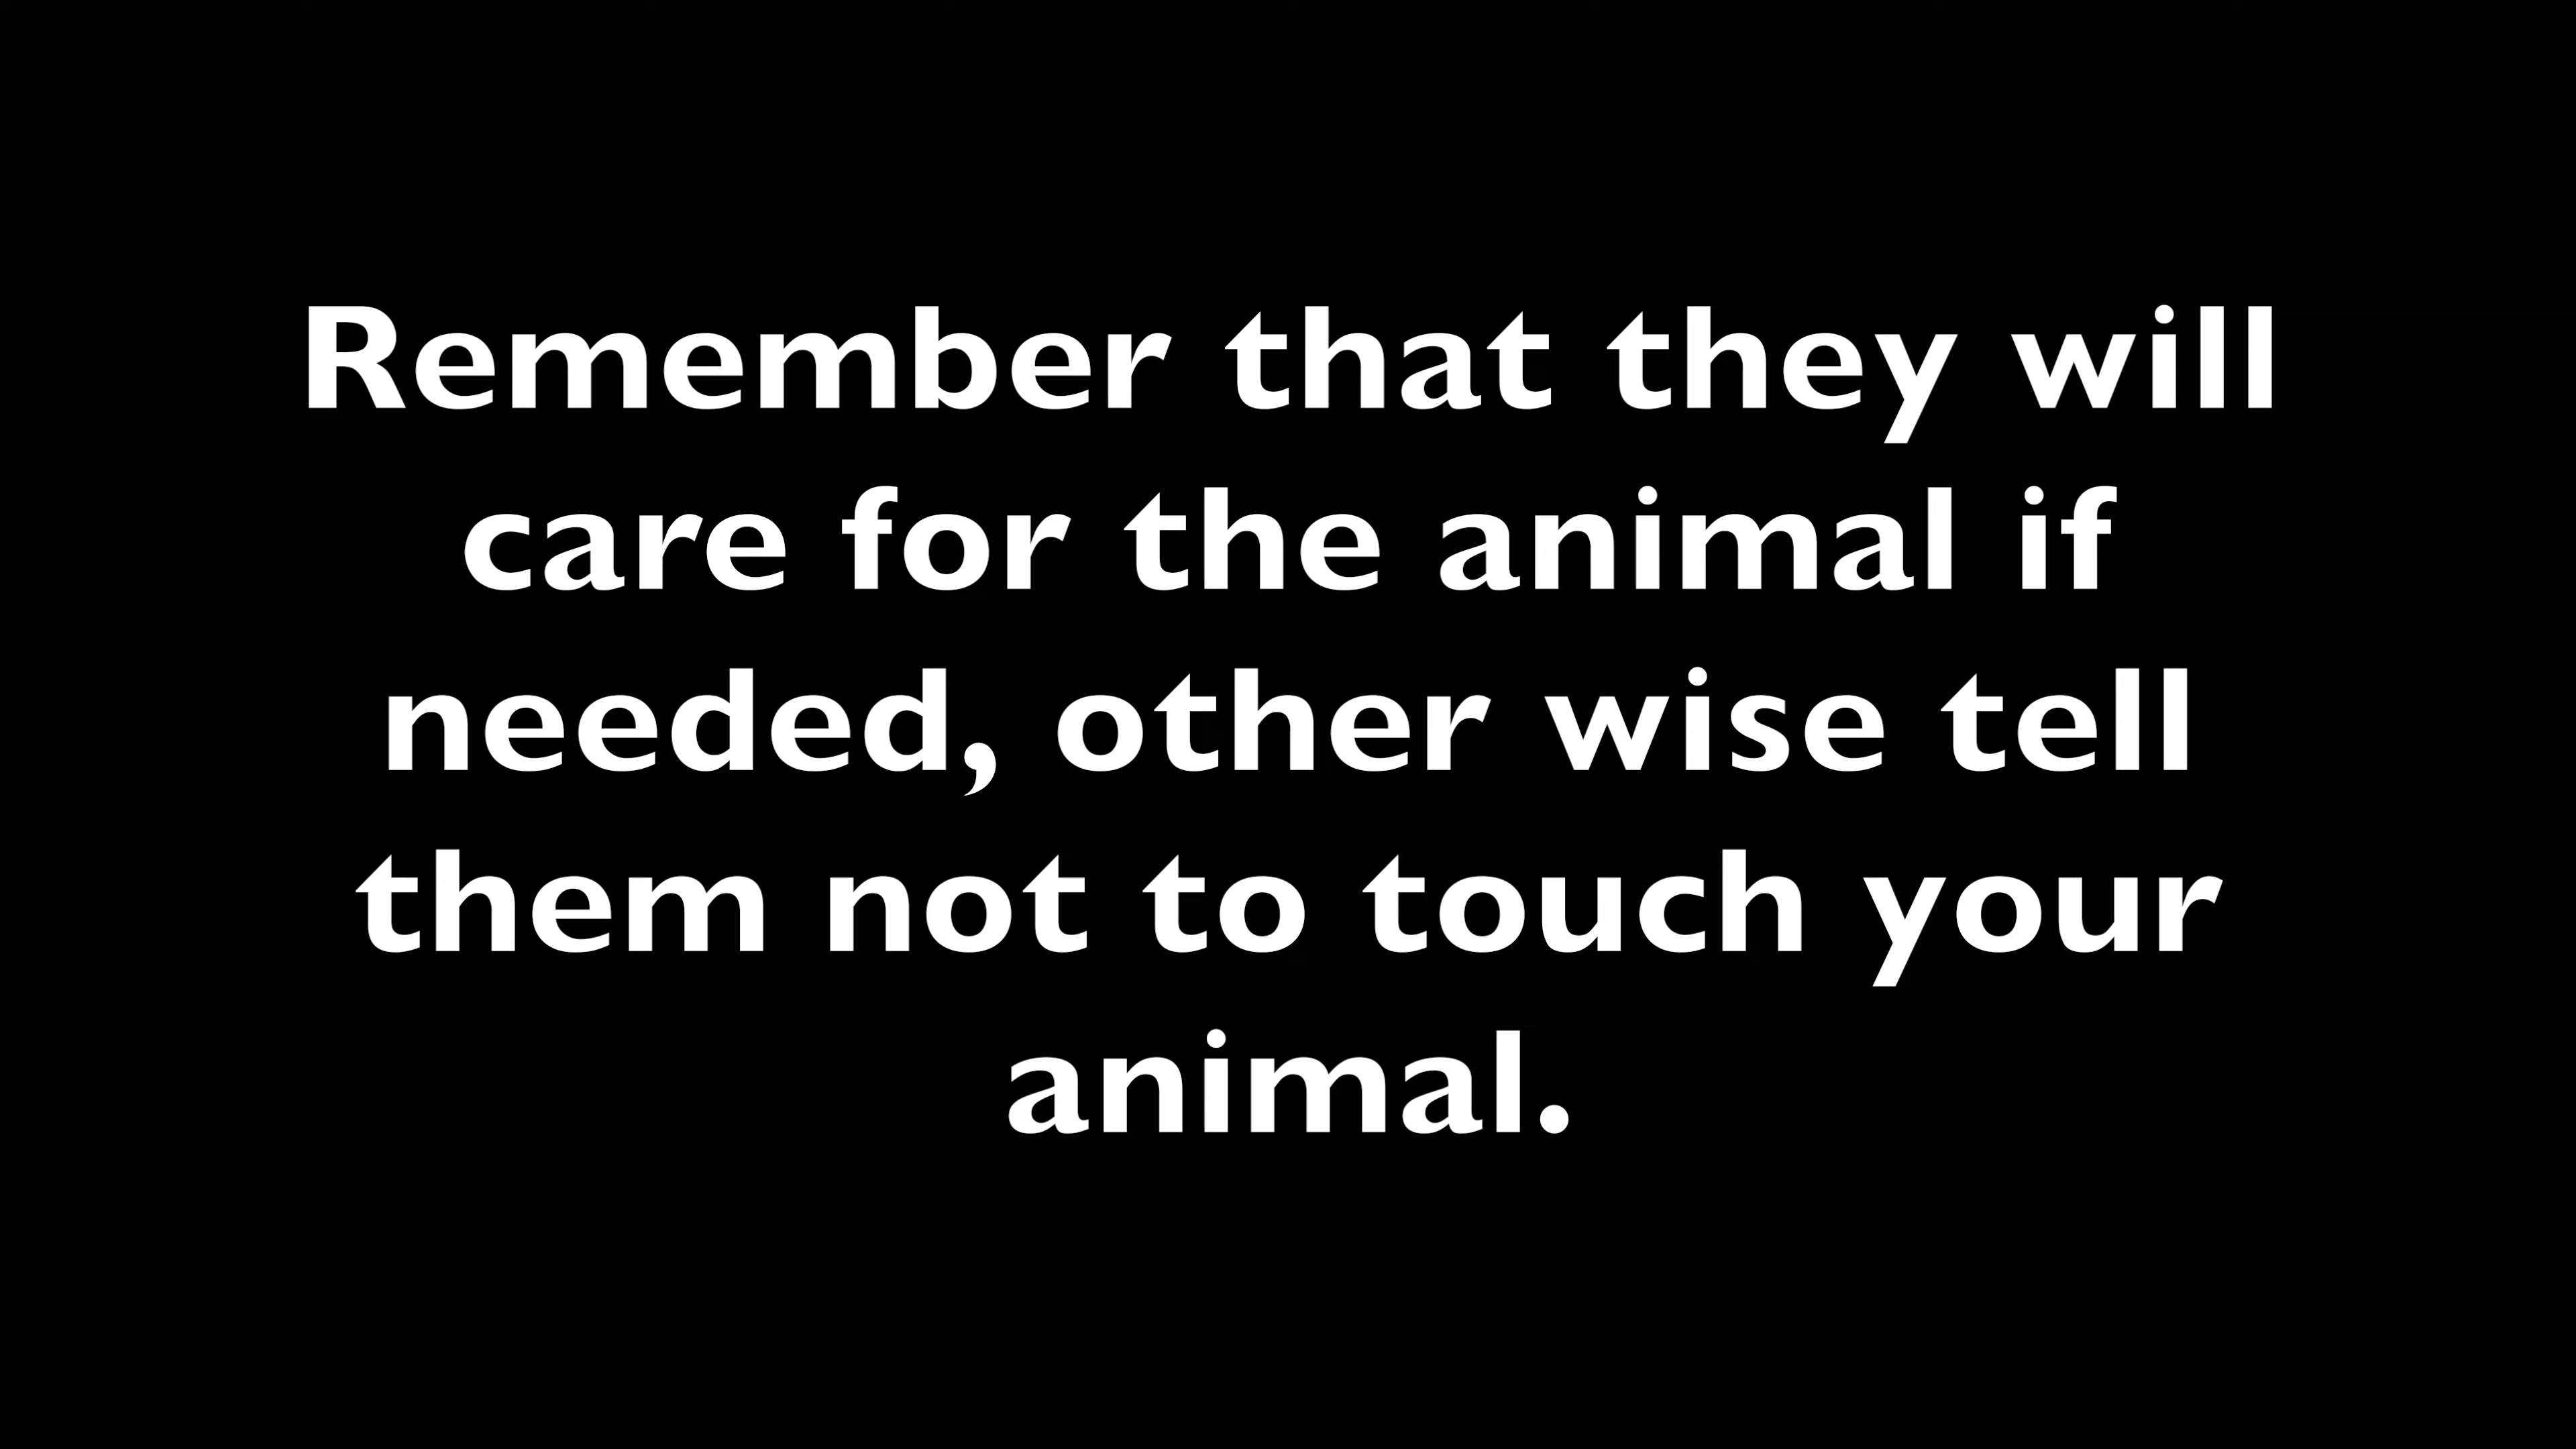 Remember that they will
care for the animal if
needed, other wise tell
them not to touch your
animal.